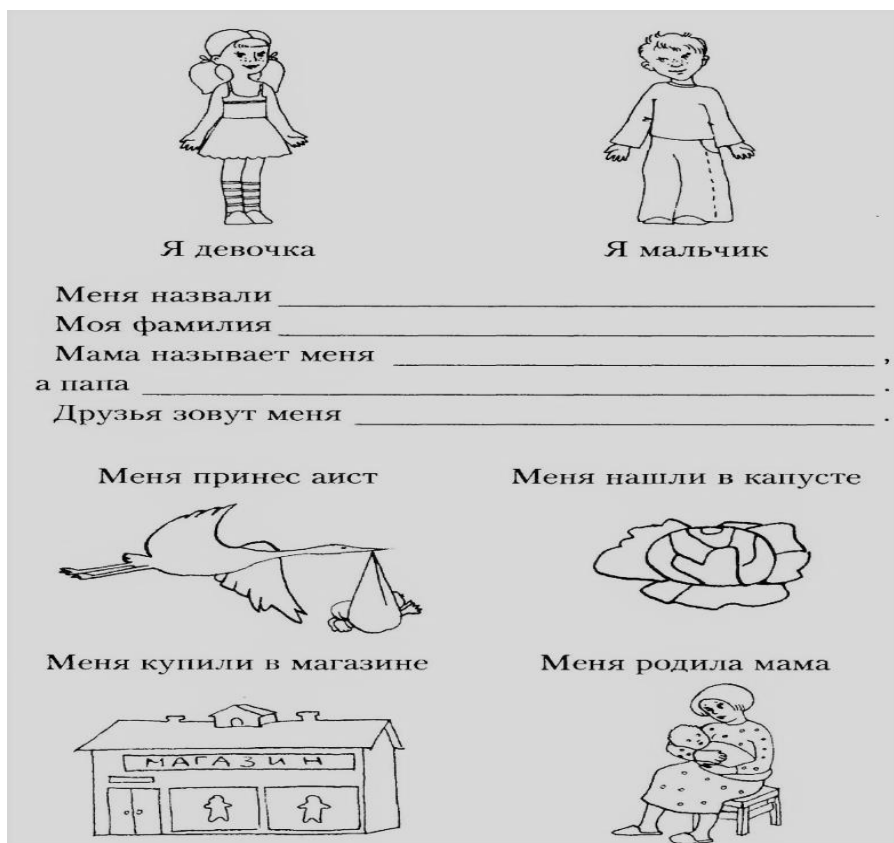 Я девочка Я мальчик
Меня назвали
Моя фамилия
Мама называет меня ,
а папа .
Друзья зовут меня .
Меня принес аист Меня нашли в капусте
Меня купили в магазине Меня родила мама
МАГАЗИН